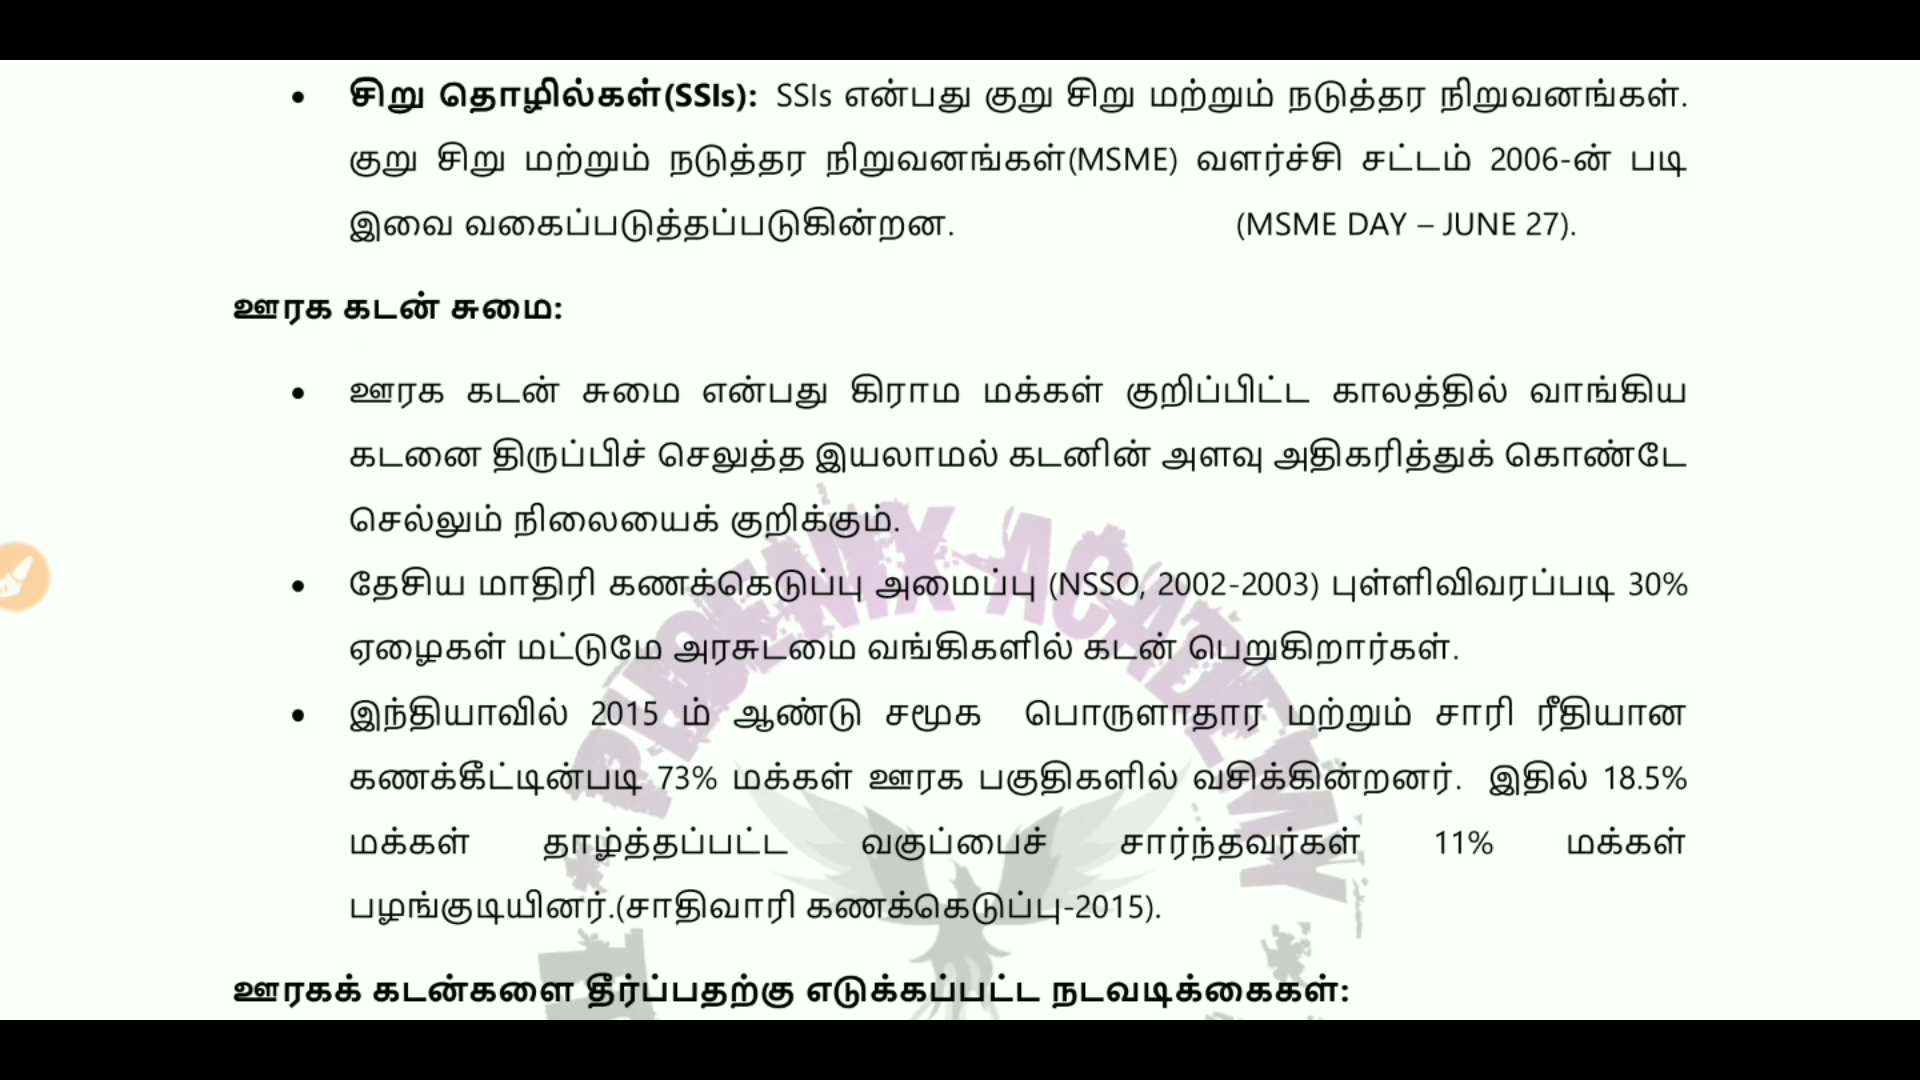 • சிறு தொழில்கள்(SSIs): SSIs என்பது குறு சிறு மற்றும் நடுத்தர நிறுவனங்கள்.
குறு சிறு மற்றும் நடுத்தர நிறுவனங்கள்(MSME) வளர்ச்சி சட்டம் 2006-ன் படி
இவை வகைப்படுத்தப்படுகின்றன. (MSME DAY – JUNE 27).
ஊரக கடன் சுமை:
• ஊரக கடன் சுமை என்பது கிராம மக்கள் குறிப்பிட்ட காலத்தில் வாங்கிய
கடனை திருப்பிச் செலுத்த இயலாமல் கடனின் அளவு அதிகரித்துக் கொண்டே
செல்லும் நிலையைக் குறிக்கும்.
• தேசிய மாதிரி கணக்கெடுப்பு அமைப்பு (NSSO, 2002-2003) புள்ளிவிவரப்படி 30%
ஏழைகள் மட்டுமே அரசுடமை வங்கிகளில் கடன் பெறுகிறார்கள்.
• இந்தியாவில் 2015 ம் ஆண்டு சமூக பொருளாதார மற்றும் சாரி ரீதியான
கணக்கீட்டின்படி 73% மக்கள் ஊரக பகுதிகளில் வசிக்கின்றனர். இதில் 18.5%
மக்கள் தாழ்த்தப்பட்ட வகுப்பைச் சார்ந்தவர்கள் 11% மக்கள்
பழங்குடியினர்.(சாதிவாரி கணக்கெடுப்பு-2015).
ஊரகக் கடன்களை தீர்ப்பதற்கு எடுக்கப்பட்ட நடவடிக்கைகள்:
PHOENIX ACADEMY